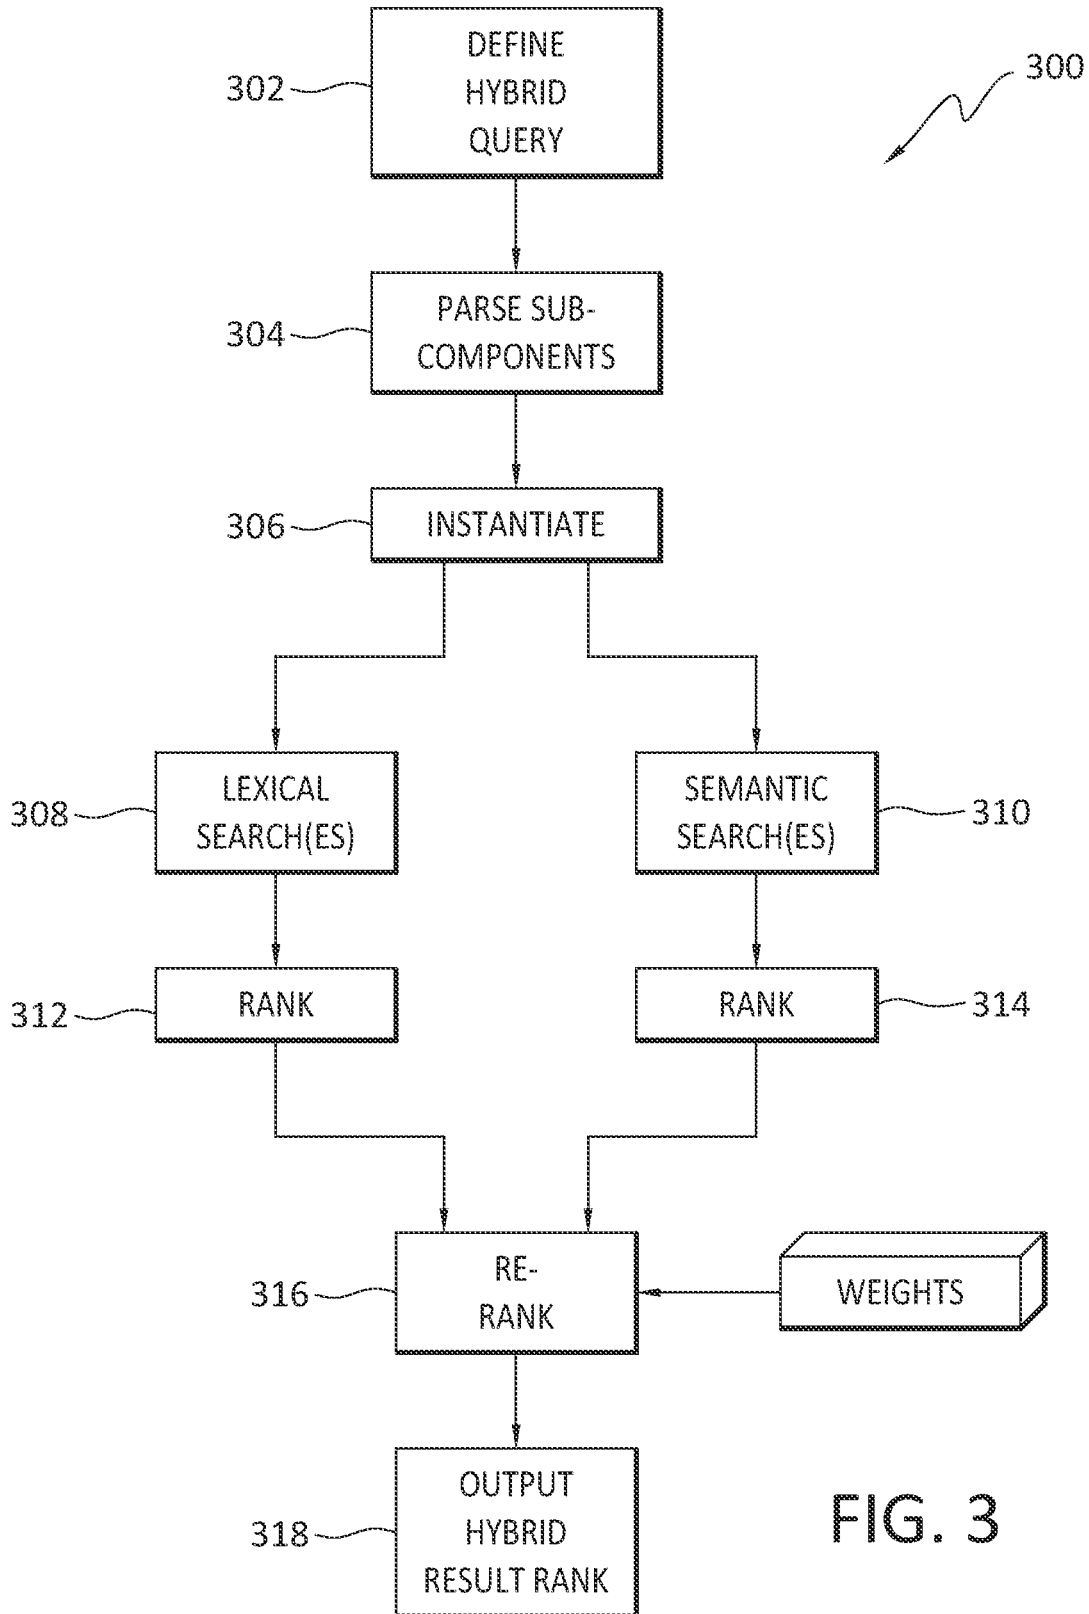 DEFINE
HYBRID
QUERY
302
300
PARSE SUB-
COMPONENTS
304
INSTANTIATE
306
LEXICAL
SEARCH(ES)
308
SEMANTIC
SEARCH(ES)
310
RANK
312
RANK
314
RE-
RANK
316
WEIGHTS
OUTPUT
HYBRID
RESULT RANK
318
FIG. 3